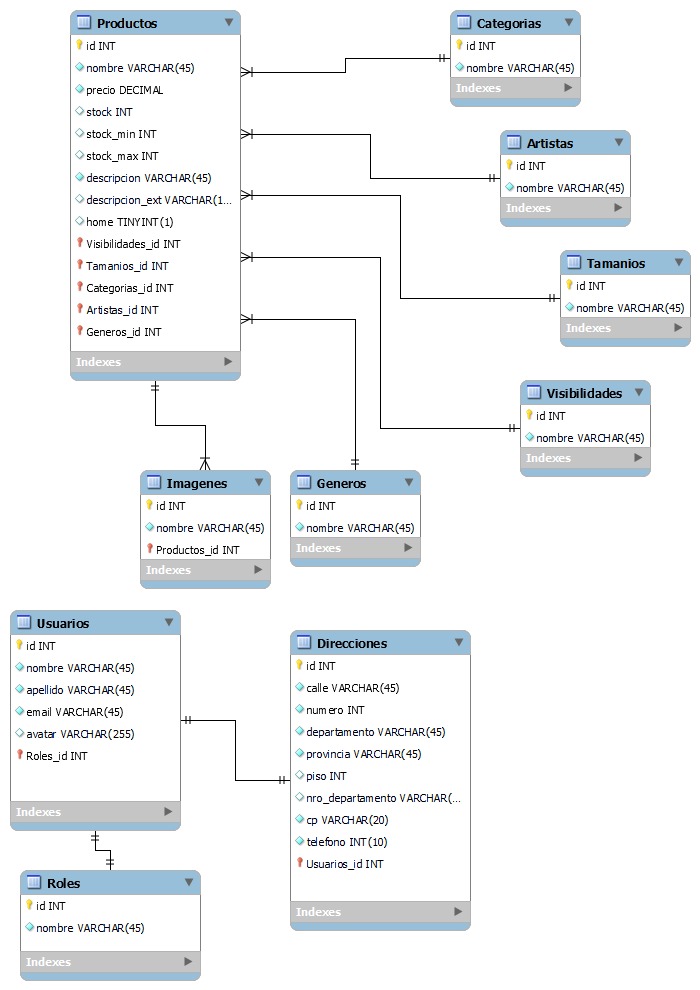 Productos
id INT
nombre VARCHAR(45)
precio DECIMAL
stock INT
stock_min INT
stock_max INT
descripcion VARCHAR(45)
descripcion_ext VARCHAR(1...
home TINYINT(1)
Visibilidades_id INT
Tamanios_id INT
Categorias_id INT
Artistas_id INT
Generos_id INT
Indexes
Categorias
id INT
nombre VARCHAR(45)
Indexes
Artistas
id INT
nombre VARCHAR(45)
Indexes
Tamanios
id INT
nombre VARCHAR(45)
Indexes
Visibilidades
id INT
nombre VARCHAR(45)
Indexes
Imagenes
id INT
nombre VARCHAR(45)
Productos_id INT
Indexes
Generos
id INT
nombre VARCHAR(45)
Indexes
Usuarios
id INT
nombre VARCHAR(45)
apellido VARCHAR(45)
email VARCHAR(45)
avatar VARCHAR(255)
Roles_id INT
Indexes
Direcciones
id INT
calle VARCHAR(45)
numero INT
departamento VARCHAR(45)
provincia VARCHAR(45)
piso INT
nro_departamento VARCHAR(...
cp VARCHAR(20)
telefono INT(10)
Usuarios_id INT
Indexes
Roles
id INT
nombre VARCHAR(45)
Indexes